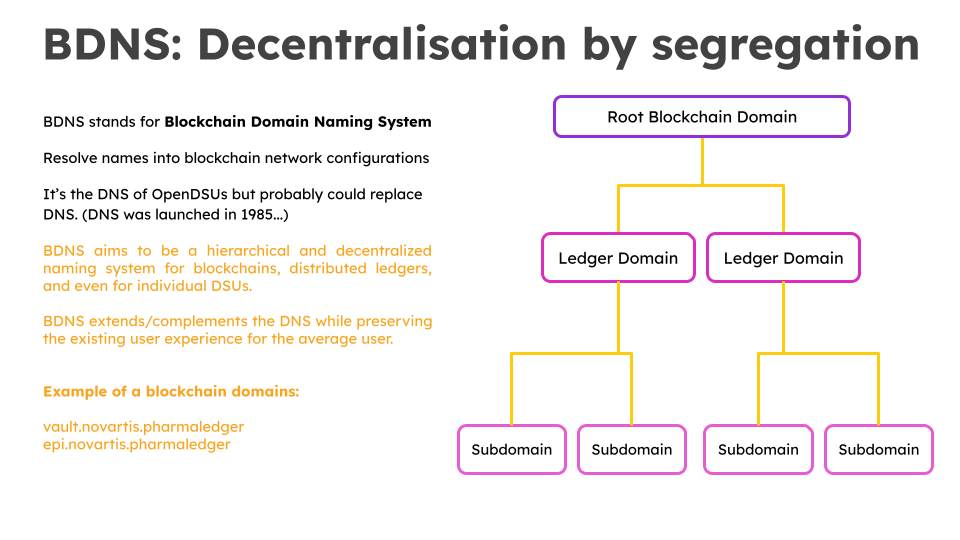 BDNS: Decentralisation by segregation
BDNS stands for Blockchain Domain Naming System
Resolve names into blockchain network configurations
It's the DNS of OpenDSUs but probably could replace
DNS. (DNS was launched in 1985...)
BDNS aims to be a hierarchical and decentralized
naming system for blockchains, distributed ledgers,
and even for individual DSUs.
BDNS extends/complements the DNS while preserving
the existing user experience for the average user.
Example of a blockchain domains:
vault.novartis.pharmaledger
epi.novartis.pharmaledger
Root Blockchain Domain
Ledger Domain
Ledger Domain
Subdomain
Subdomain
Subdomain
Subdomain